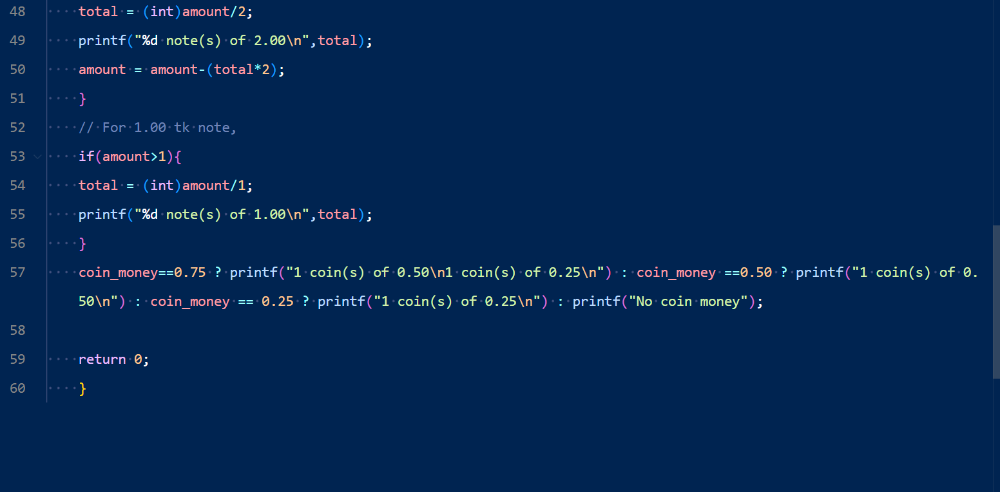 48     total = (int)amount/2;
49     printf("%d note(s) of 2.00\n",total);
50     amount = amount-(total*2);
51     }
52     // For 1.00 tk note,
53     if(amount>1){
54     total = (int)amount/1;
55     printf("%d note(s) of 1.00\n",total);
56     }
57     coin_money==0.75 ? printf("1 coin(s) of 0.50\n1 coin(s) of 0.25\n") : coin_money ==0.50 ? printf("1 coin(s) of 0.
50\n") : coin_money == 0.25 ? printf("1 coin(s) of 0.25\n") : printf("No coin money");
58
59     return 0;
60     }